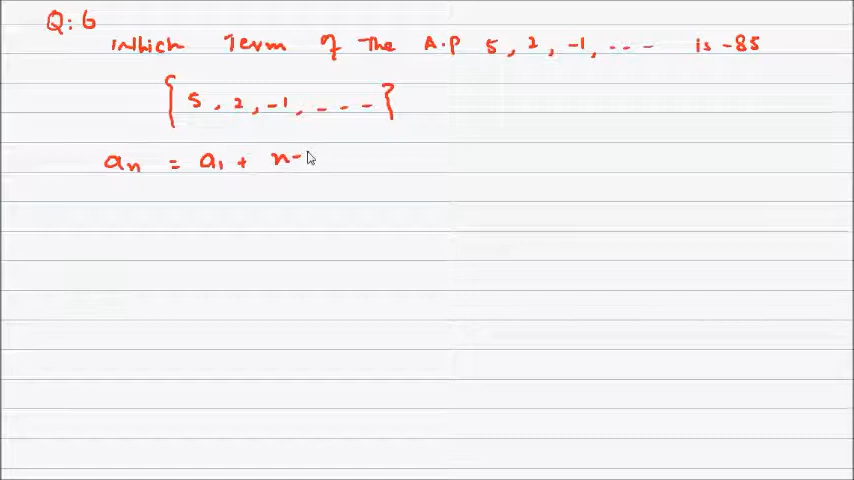 Q: 6
Which Term of The A.P 5, 2, -1, --- is -85
{ 5, 2, -1, --- }
an = a1 + n-